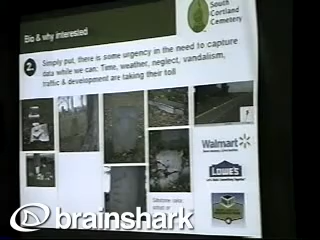 Bio & why interested
South
Cortland
Cemetery
2.
Simply put, there is some urgency in the need to capture
data while we can: Time, weather, neglect, vandalism,
traffic & development are taking their toll
Walmart
LOWE'S
brainshark